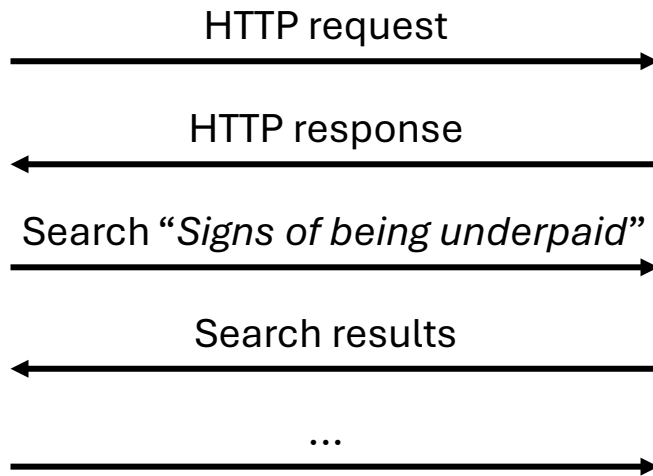 HTTP request
HTTP response
Search “Signs of being underpaid”
Search results
...